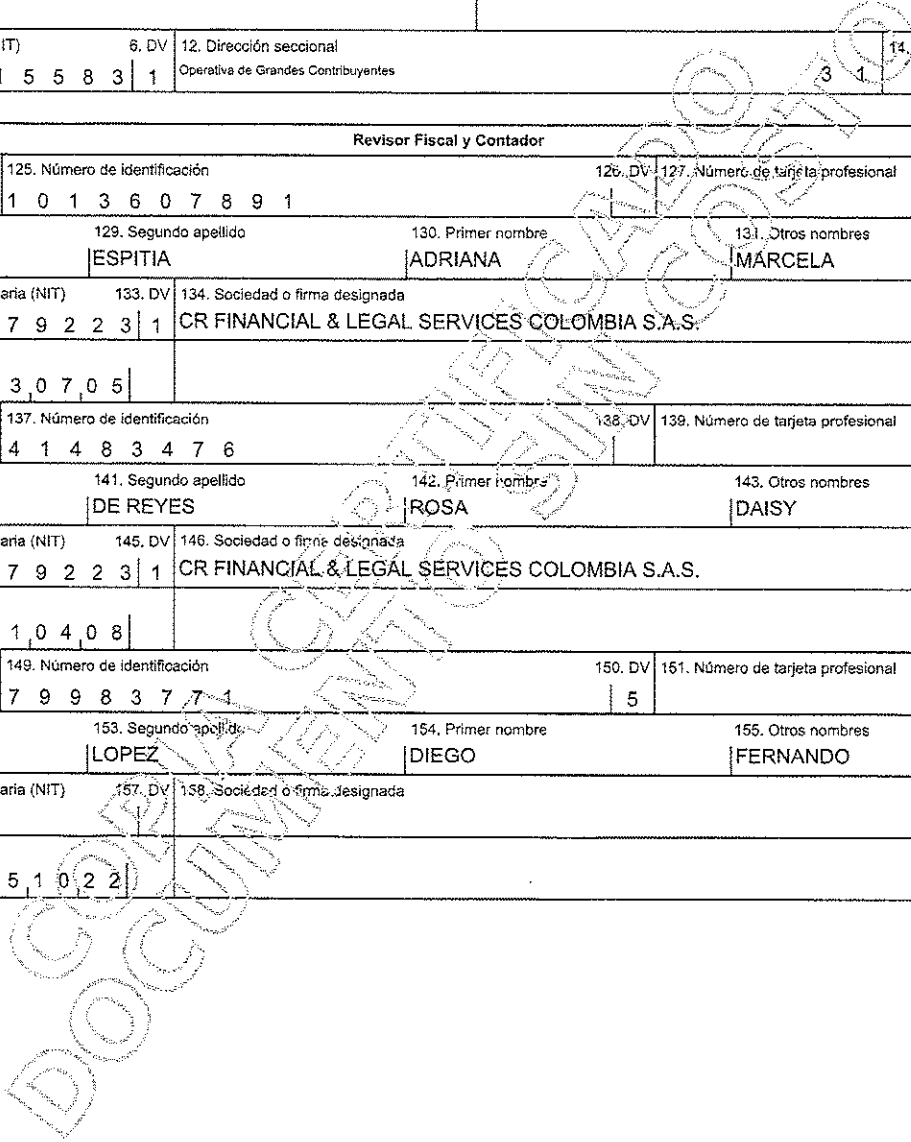 IT) 6. DV 12. Dirección seccional 14.
5 5 8 3 1 Operativa de Grandes Contribuyentes 3 1
Revisor Fiscal y Contador
125. Número de identificación 126. DV 127. Número de tarjeta profesional
1 0 1 3 6 0 7 8 9 1
129. Segundo apellido 130. Primer nombre 131. Otros nombres
ESPITIA ADRIANA MARCELA
aria (NIT) 133. DV 134. Sociedad o firma designada
7 9 2 2 3 1 CR FINANCIAL & LEGAL SERVICES COLOMBIA S.A.S.
3 0 7 0 5
137. Número de identificación 138. DV 139. Número de tarjeta profesional
4 1 4 8 3 4 7 6
141. Segundo apellido 142. Primer nombre 143. Otros nombres
DE REYES ROSA DAISY
aria (NIT) 145. DV 146. Sociedad o firma designada
7 9 2 2 3 1 CR FINANCIAL & LEGAL SERVICES COLOMBIA S.A.S.
1 0 4 0 8
149. Número de identificación 150. DV 151. Número de tarjeta profesional
7 9 9 8 3 7 7 1 5
153. Segundo apellido 154. Primer nombre 155. Otros nombres
LOPEZ DIEGO FERNANDO
aria (NIT) 157. DV 158. Sociedad o firma designada
5 1 0 2 2
COPIA CERTIFICADO
DOCUMENTO SIN COSTO